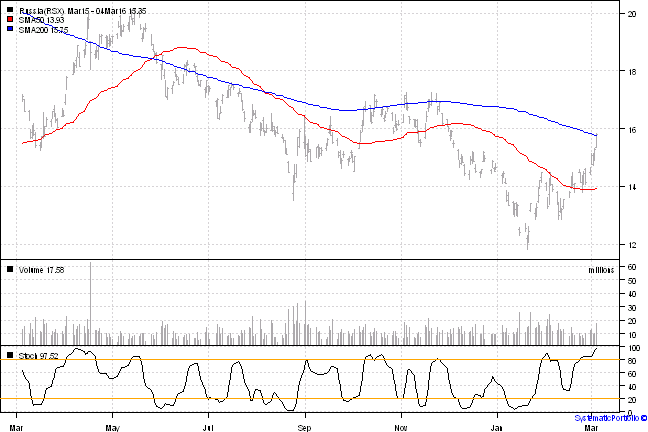 Russia(RSX) Mar15 - 04Mar16 15.85
SMA50 13.93
SMA200 15.75
20
18
16
14
12
Volume 17.58
millions
60
50
40
30
20
10
Stoch 97.52
100
80
60
40
20
0
Mar May Jul Sep Nov Jan Mar
SystematicPortfolio ©